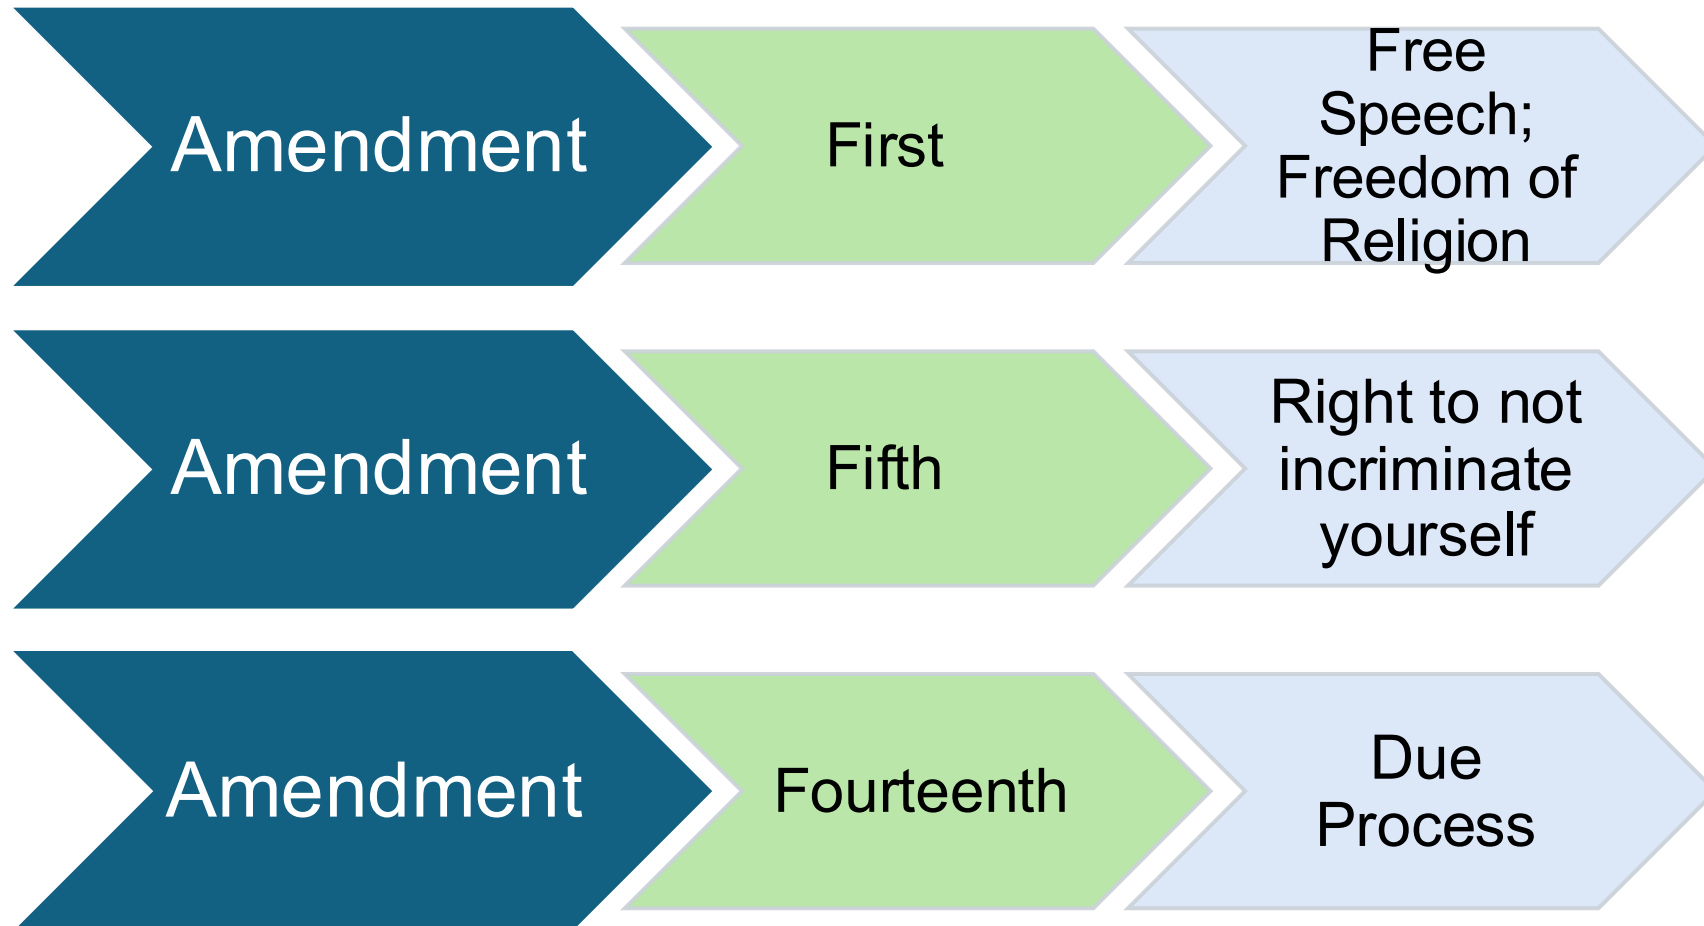 Amendment
First
Free
Speech;
Freedom of
Religion
Amendment
Fifth
Right to not
incriminate
yourself
Amendment
Fourteenth
Due
Process